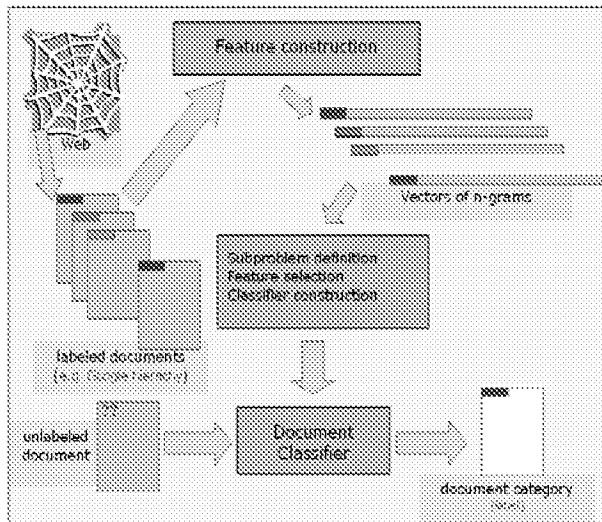 Feature construction
Web
Vectors of n-grams
Subproblem definition
Feature selection
Classifier construction
labeled documents
(e.g. Google hierarchy)
unlabeled
document
??
Document
Classifier
document category
(label)